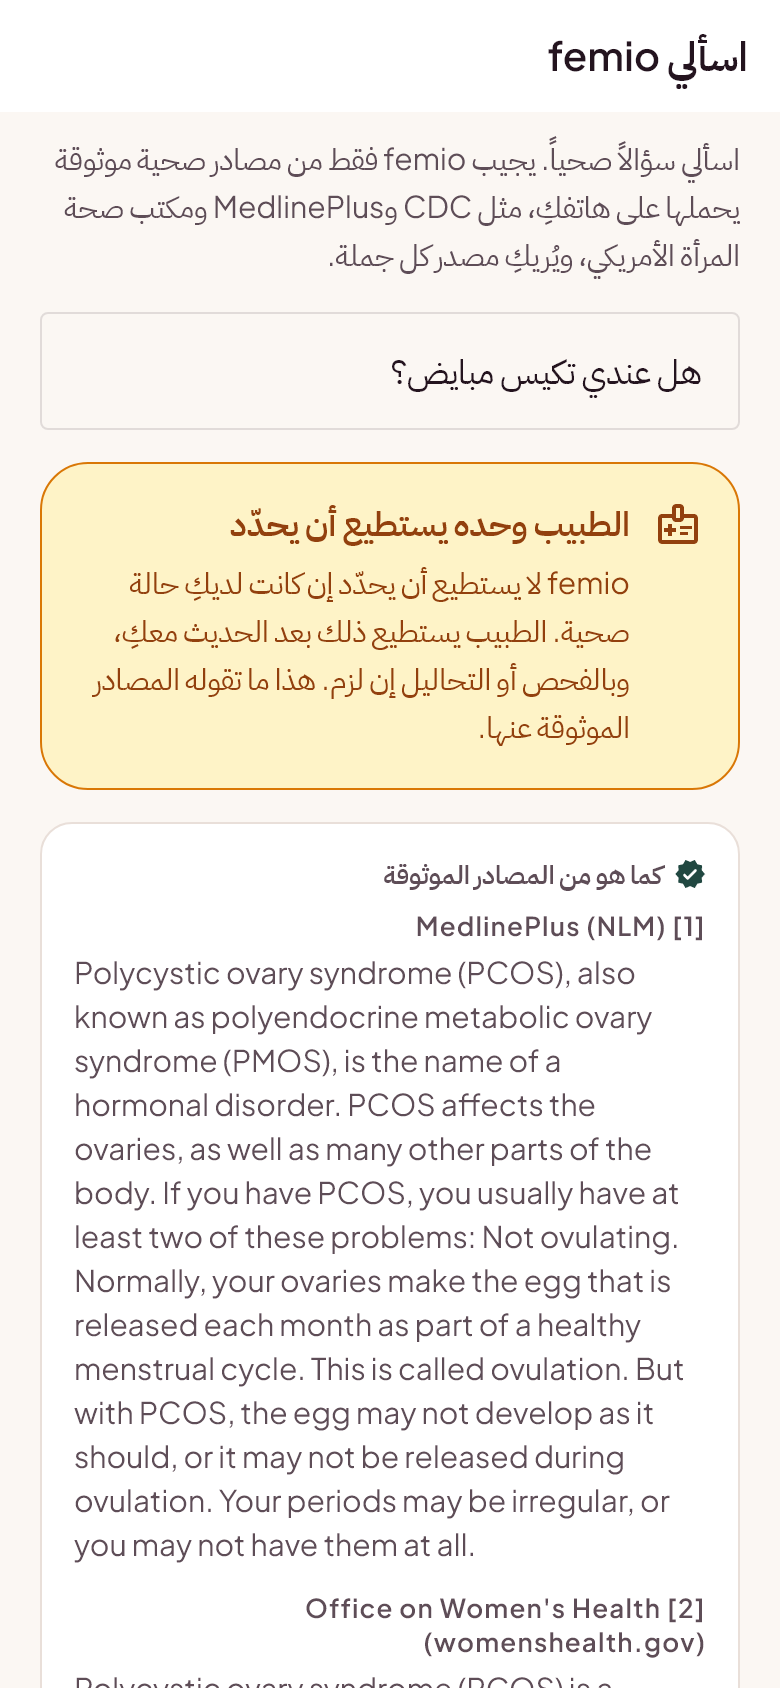 اسألي femio
اسألي سؤالاً صحياً. يجيب femio فقط من مصادر صحية موثوقة
يحملها على هاتفكِ، مثل CDC وMedlinePlus ومكتب صحة
المرأة الأمريكي، ويُريكِ مصدر كل جملة.
هل عندي تكيس مبايض؟
الطبيب وحده يستطيع أن يحدّد
femio لا يستطيع أن يحدّد إن كانت لديكِ حالة
صحية. الطبيب يستطيع ذلك بعد الحديث معكِ،
وبالفحص أو التحاليل إن لزم. هذا ما تقوله المصادر
الموثوقة عنها.
كما هو من المصادر الموثوقة
MedlinePlus (NLM) [1]
Polycystic ovary syndrome (PCOS), also
known as polyendocrine metabolic ovary
syndrome (PMOS), is the name of a
hormonal disorder. PCOS affects the
ovaries, as well as many other parts of the
body. If you have PCOS, you usually have at
least two of these problems: Not ovulating.
Normally, your ovaries make the egg that is
released each month as part of a healthy
menstrual cycle. This is called ovulation. But
with PCOS, the egg may not develop as it
should, or it may not be released during
ovulation. Your periods may be irregular, or
you may not have them at all.
Office on Women's Health [2]
(womenshealth.gov)
Polycystic ovary syndrome (PCOS) is a